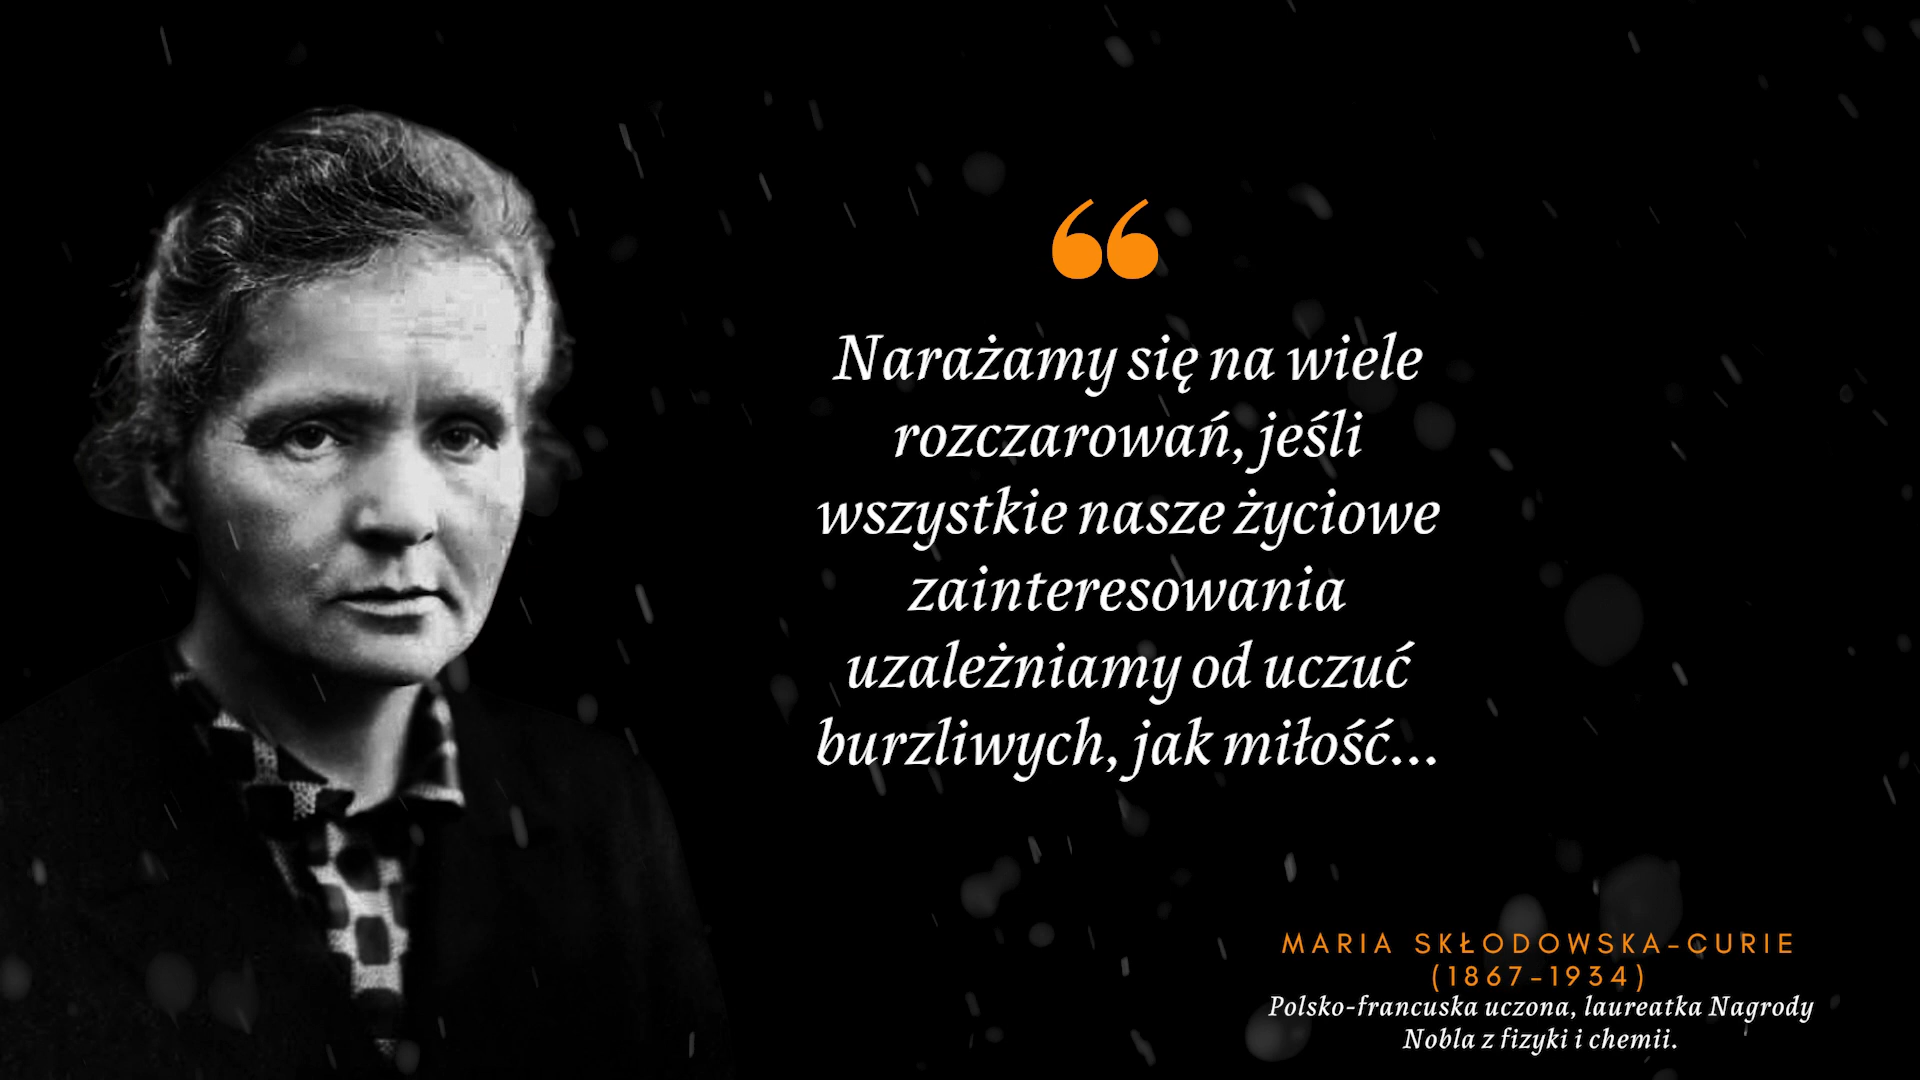 “
Narażamy się na wiele
rozczarowań, jeśli
wszystkie nasze życiowe
zainteresowania
uzależniamy od uczuć
burzliwych, jak miłość...
MARIA SKŁODOWSKA-CURIE
(1867-1934)
Polsko-francuska uczona, laureatka Nagrody
Nobla z fizyki i chemii.